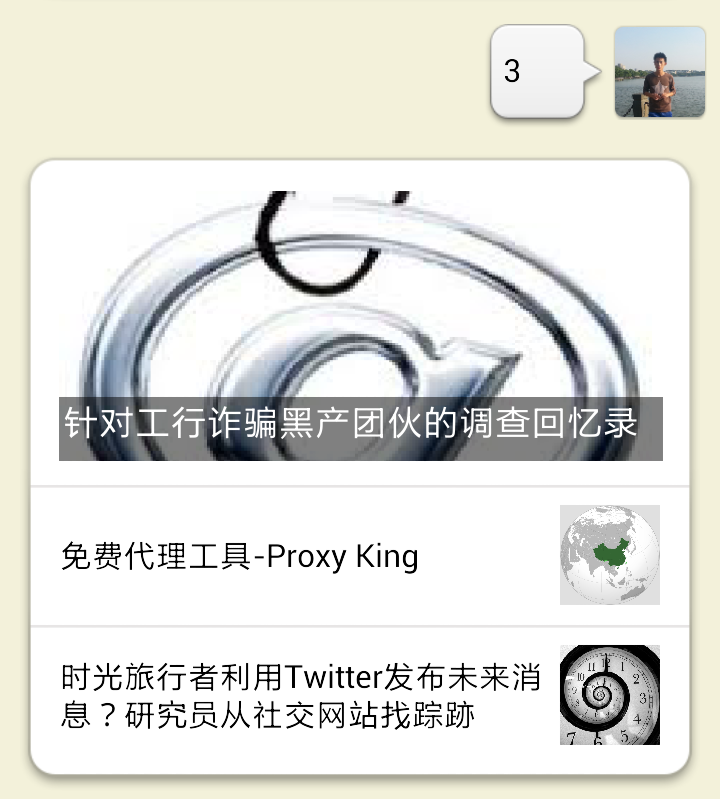 3
针对工行诈骗黑产团伙的调查回忆录
免费代理工具-Proxy King
时光旅行者利用Twitter发布未来消
息？研究员从社交网站找踪跡